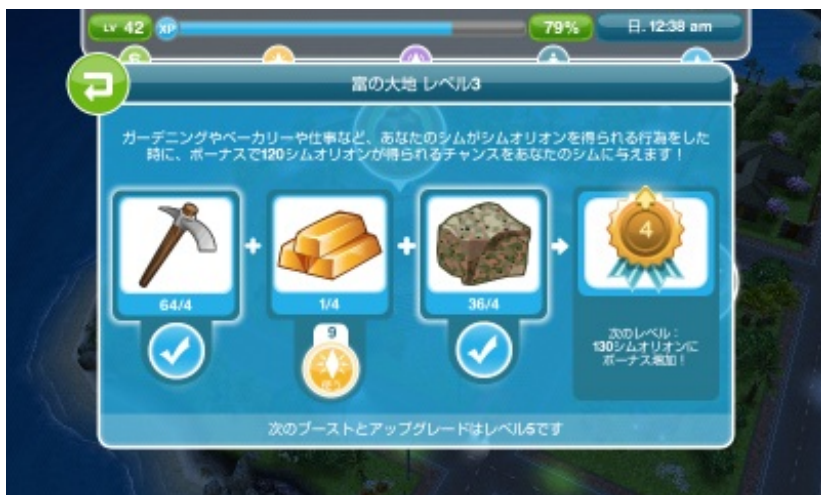 LV 42 XP 79% 日. 12:38 am
富の大地 レベル3
ガーデニングやベーカリーや仕事など、あなたのシムがシムオリオンを得られる行為をした
時に、ボーナスで120シムオリオンが得られるチャンスをあなたのシムに与えます！
64/4 1/4 36/4
4
9
使う
次のレベル：
130シムオリオンに
ボーナス増加！
次のブーストとアップグレードはレベル5です